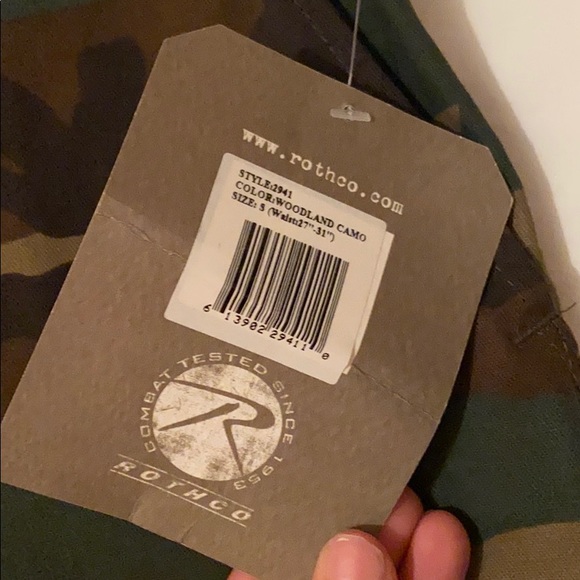 www.rothco.com
STYLE:2941
COLOR:WOODLAND CAMO
SIZE: S (Waist:27"-31")
6 13902 29411 0
COMBAT TESTED SINCE 1953
R
ROTHCO